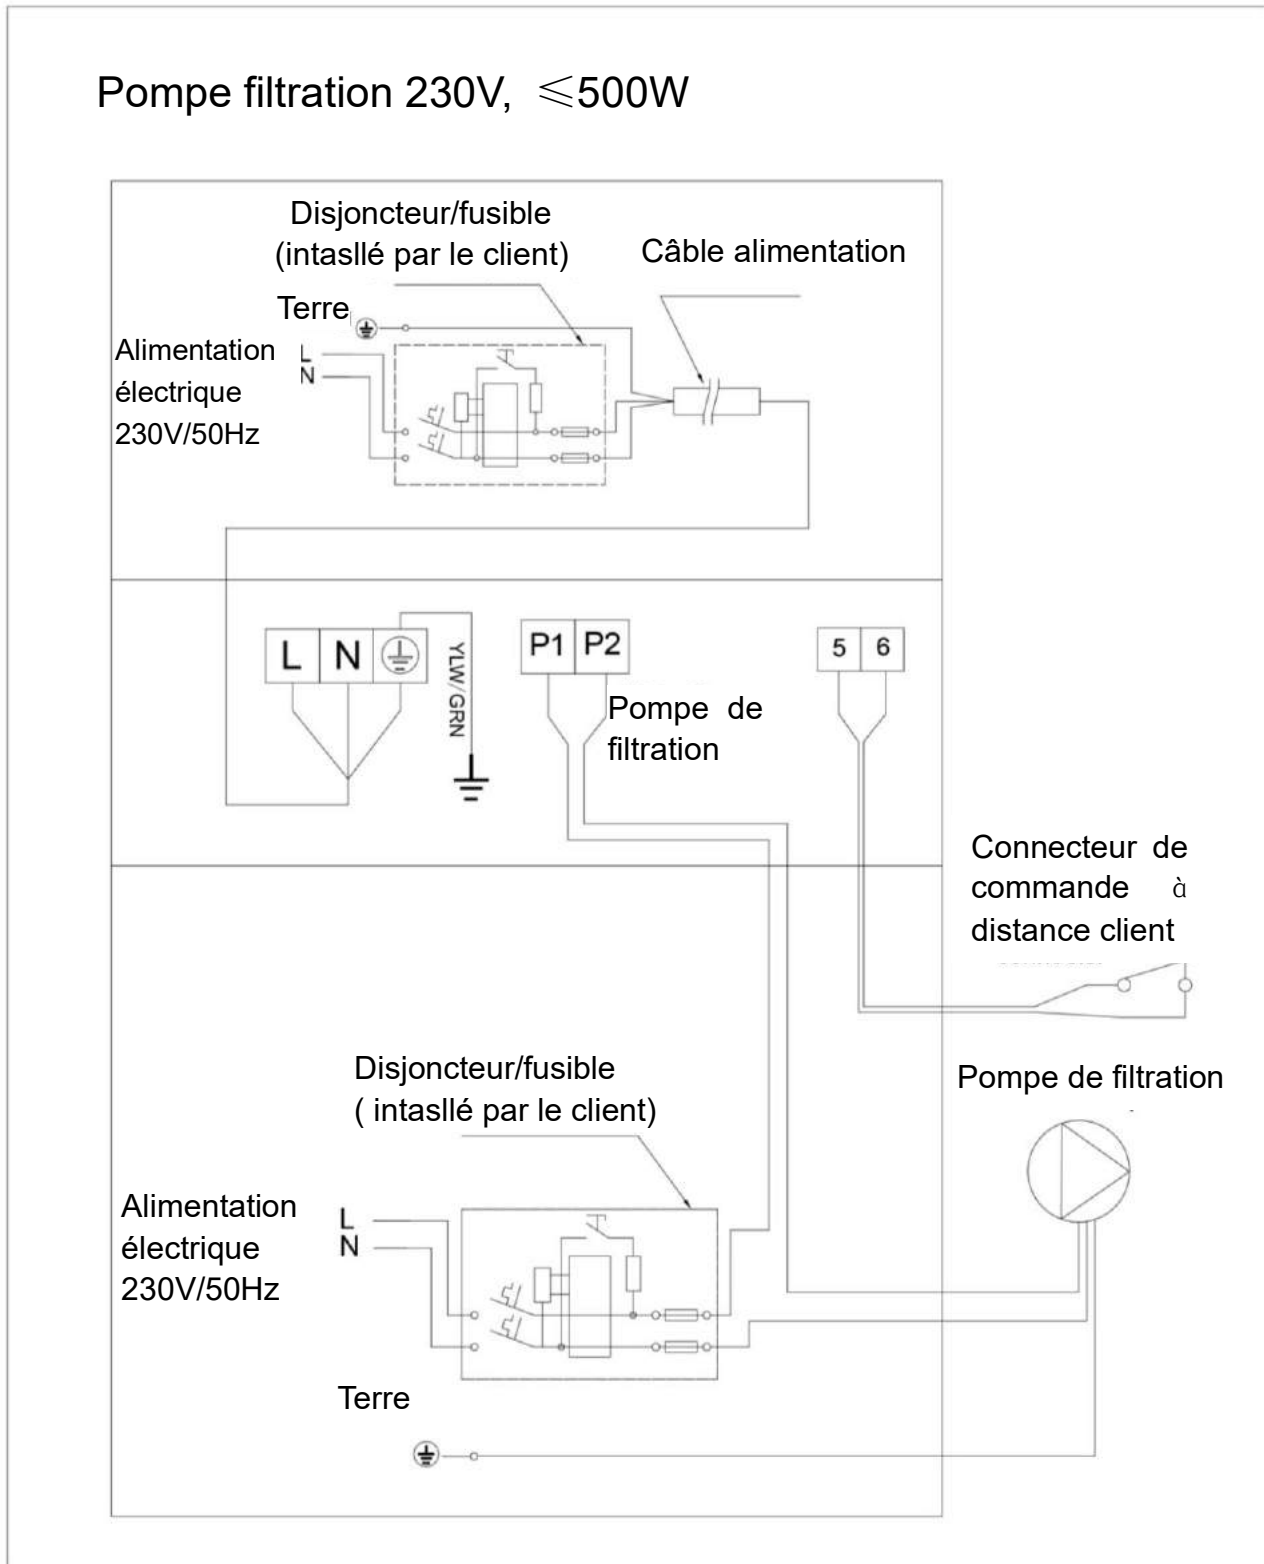 Pompe filtration 230V, ≤500W
Disjoncteur/fusible
(intasllé par le client)
Câble alimentation
Terre
Alimentation
électrique
230V/50Hz
L
N
L N
YLW/GRN
P1 P2
Pompe de
filtration
5 6
Connecteur de
commande à
distance client
Disjoncteur/fusible
( intasllé par le client)
Pompe de filtration
Alimentation
électrique
230V/50Hz
L
N
Terre